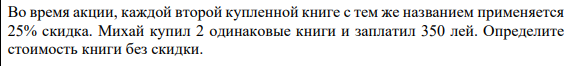 Во время акции, каждой второй купленной книге с тем же названием применяется
25% скидка. Михай купил 2 одинаковые книги и заплатил 350 лей. Определите
стоимость книги без скидки.